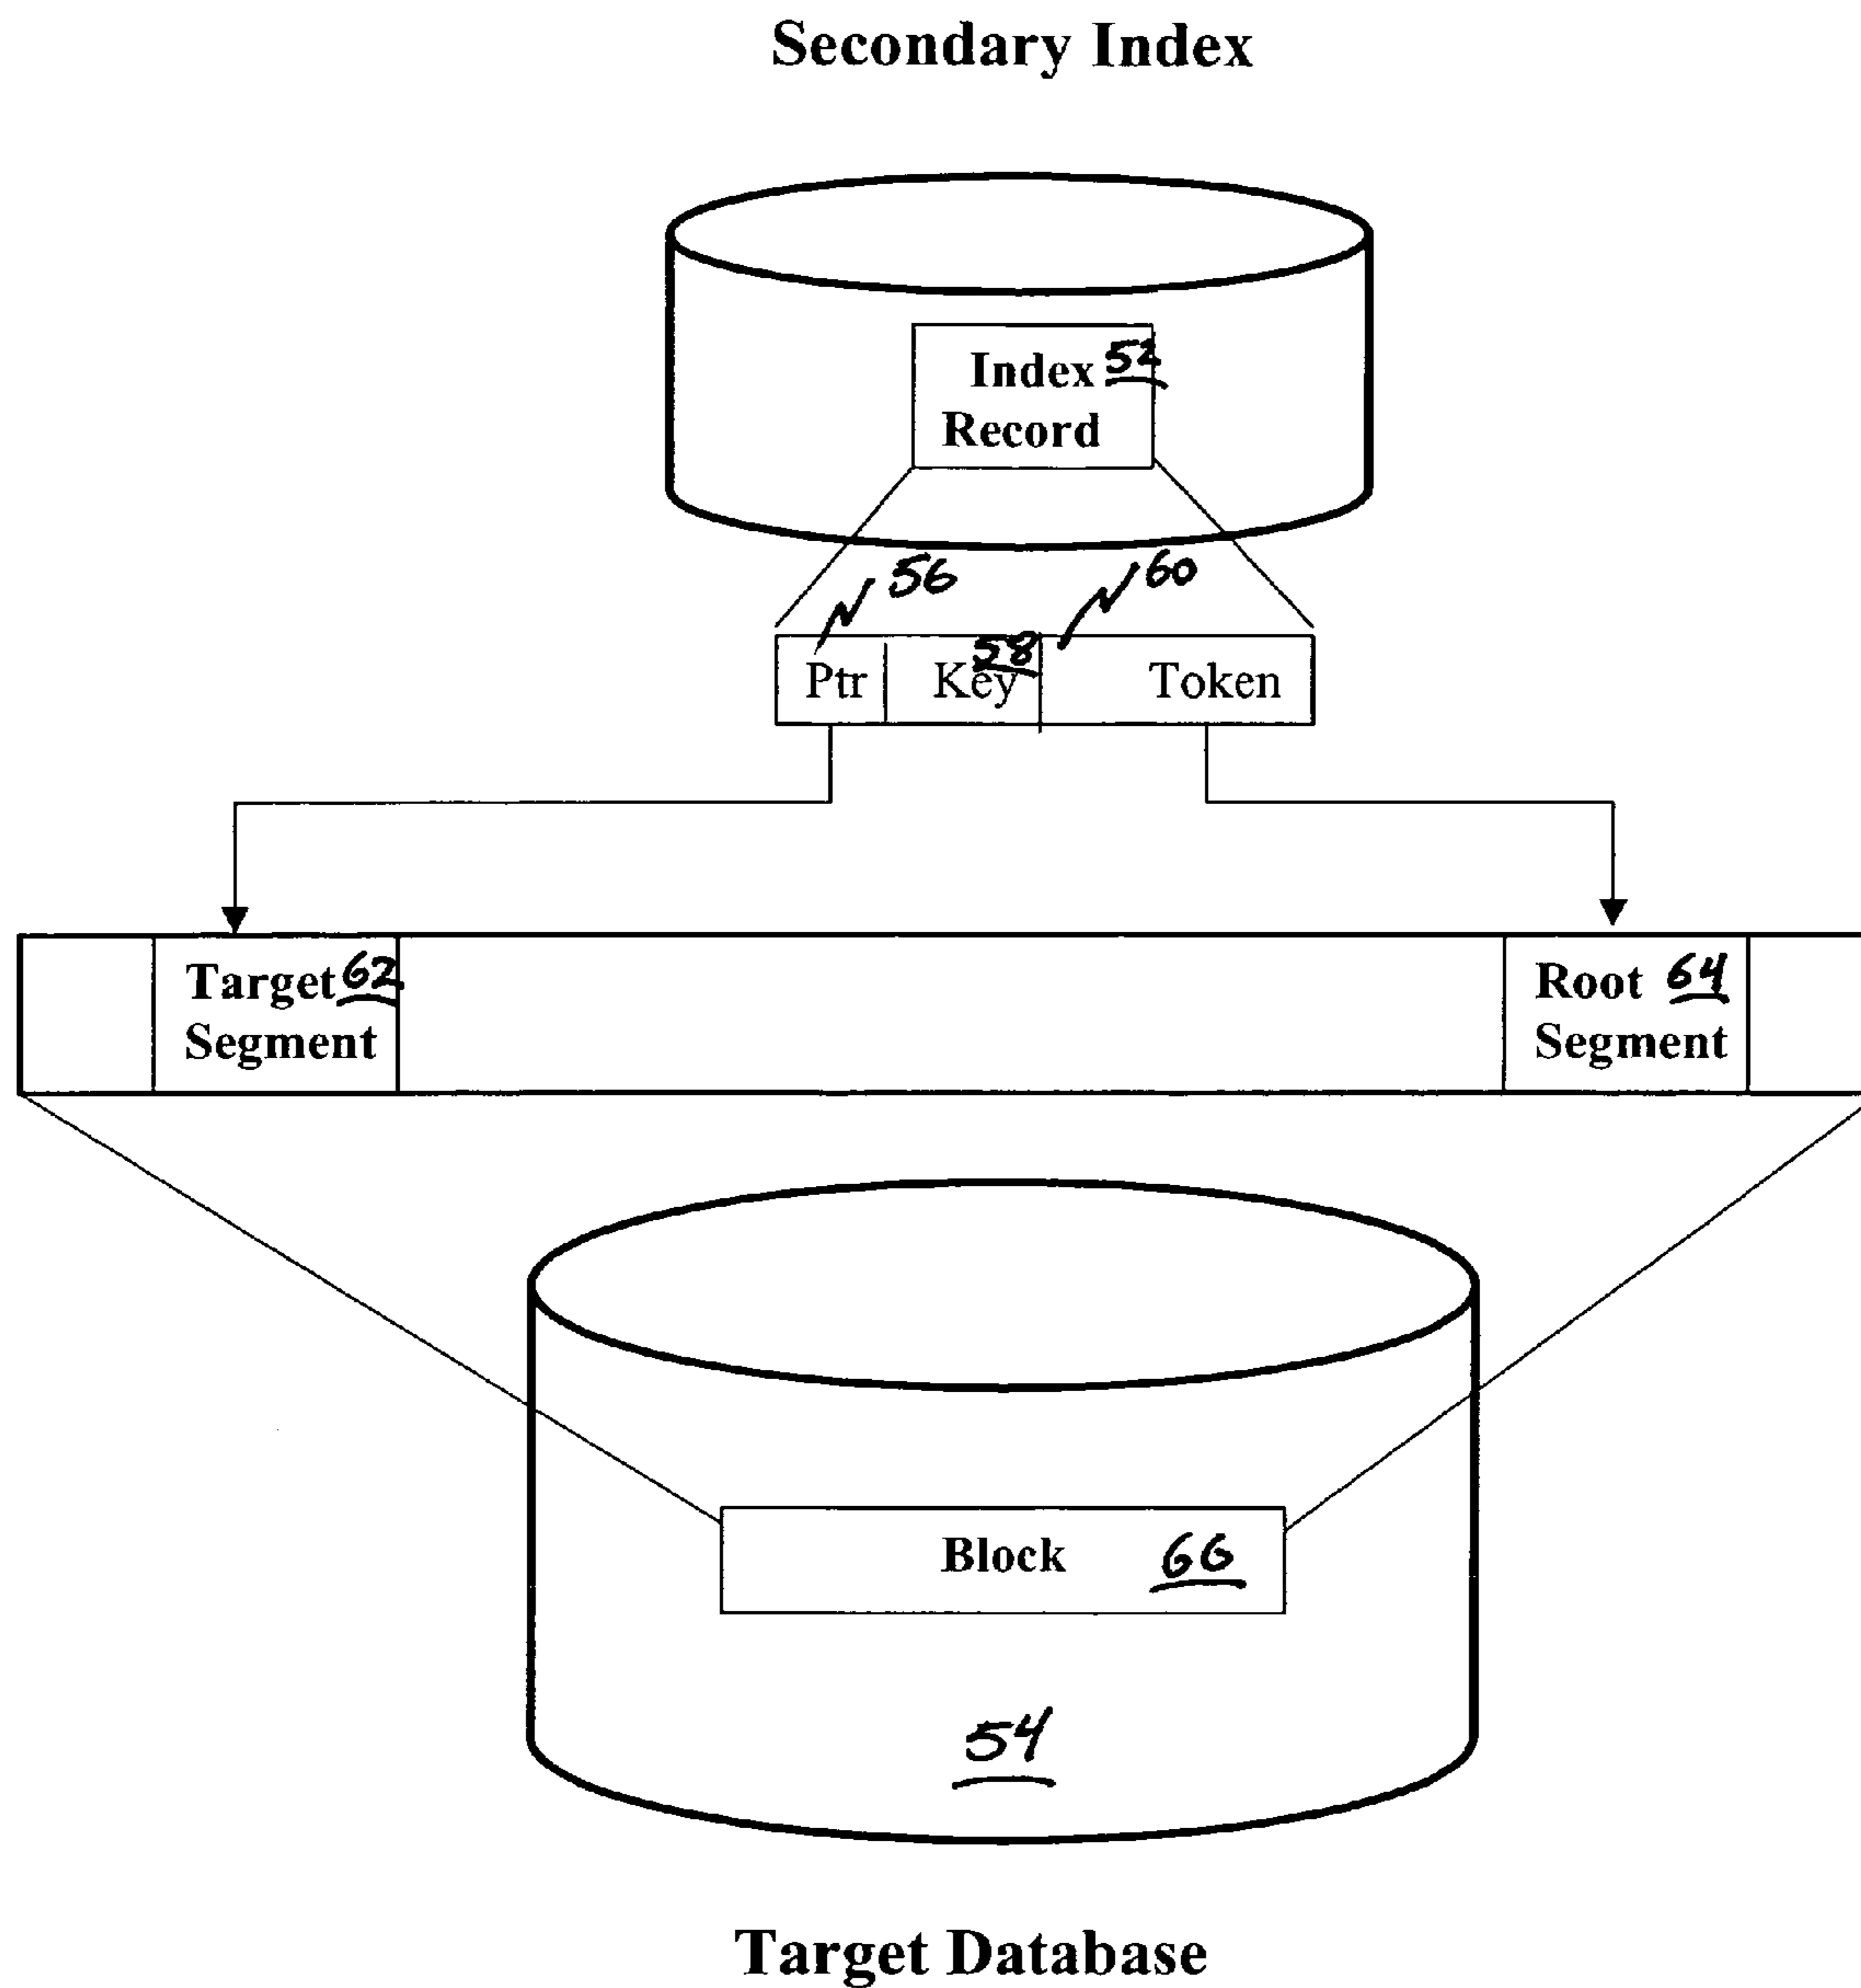 Secondary Index
Index 52
Record
56 60
58
Ptr Key Token
Target 62
Segment
Root 64
Segment
Block 66
54
Target Database